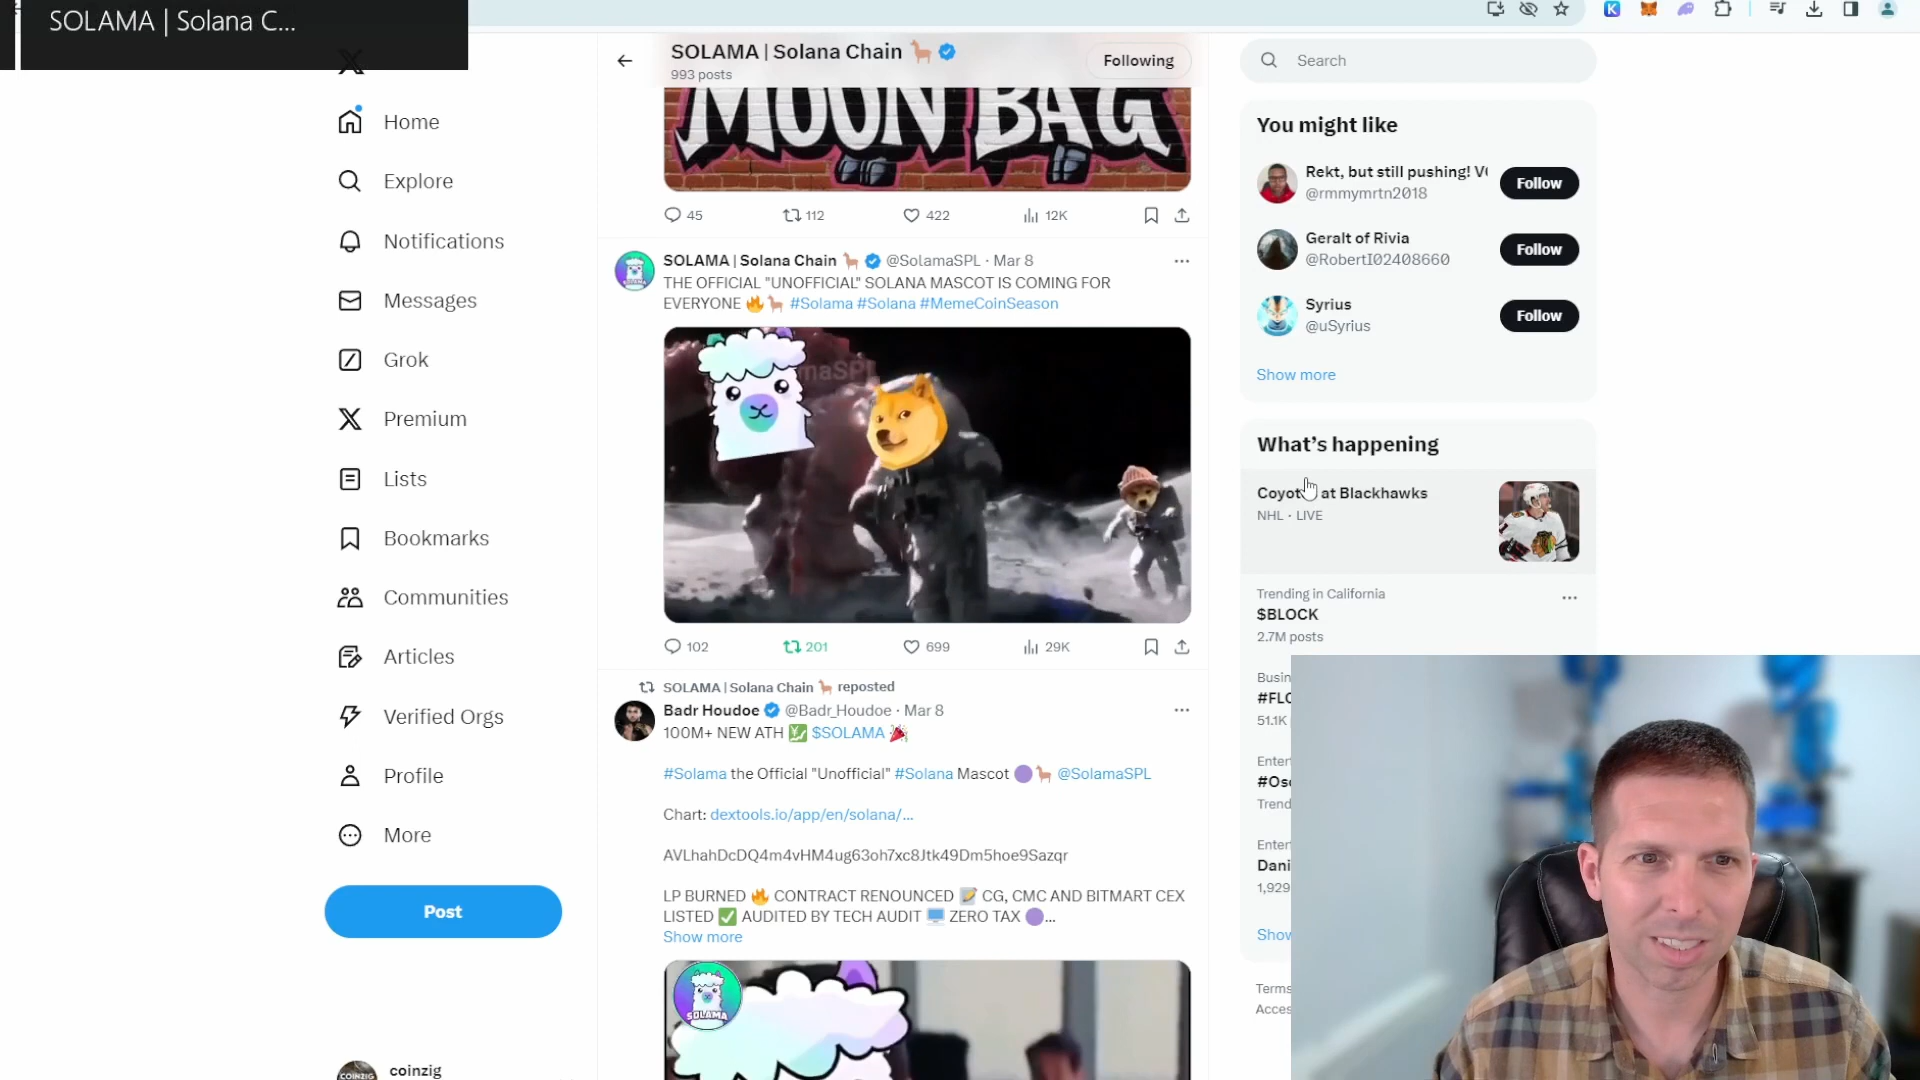 SOLAMA | Solana C...
Home
Explore
Notifications
Messages
Grok
Premium
Lists
Bookmarks
Communities
Articles
Verified Orgs
Profile
More
Post
coinzig
SOLAMA | Solana Chain
993 posts
Following
MOON BAG
45
112
422
12K
SOLAMA | Solana Chain @SolamaSPL · Mar 8
THE OFFICIAL "UNOFFICIAL" SOLANA MASCOT IS COMING FOR
EVERYONE #Solama #Solana #MemeCoinSeason
102
201
699
29K
SOLAMA | Solana Chain reposted
Badr Houdoe @Badr_Houdoe · Mar 8
100M+ NEW ATH $SOLAMA
#Solama the Official "Unofficial" #Solana Mascot @SolamaSPL
Chart: dextools.io/app/en/solana/...
AVLhahDcDQ4m4vHM4ug63oh7xc8Jtk49Dm5hoe9Sazqr
LP BURNED CONTRACT RENOUNCED CG, CMC AND BITMART CEX
LISTED AUDITED BY TECH AUDIT ZERO TAX ...
Show more
SOLAMA
Search
You might like
Rekt, but still pushing!
@rmmymrtn2018
Follow
Geralt of Rivia
@RobertI02408660
Follow
Syrius
@uSyrius
Follow
Show more
What's happening
at Blackhawks
NHL · LIVE
Trending in California
$BLOCK
2.7M posts
51.1K
1,929
Terms